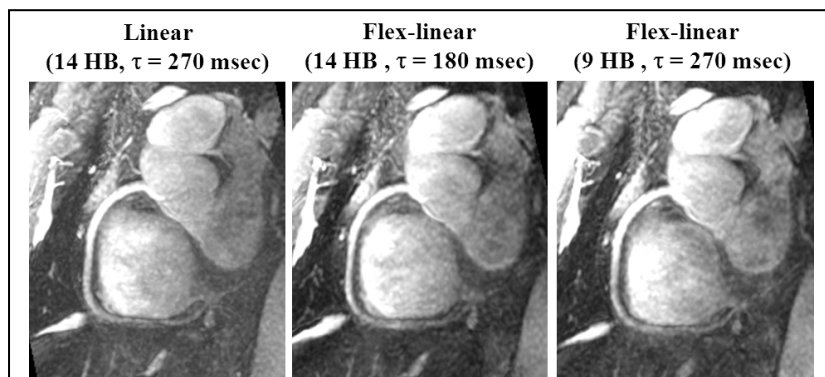 Linear
(14 HB, τ = 270 msec)
Flex-linear
(14 HB , τ = 180 msec)
Flex-linear
(9 HB , τ = 270 msec)